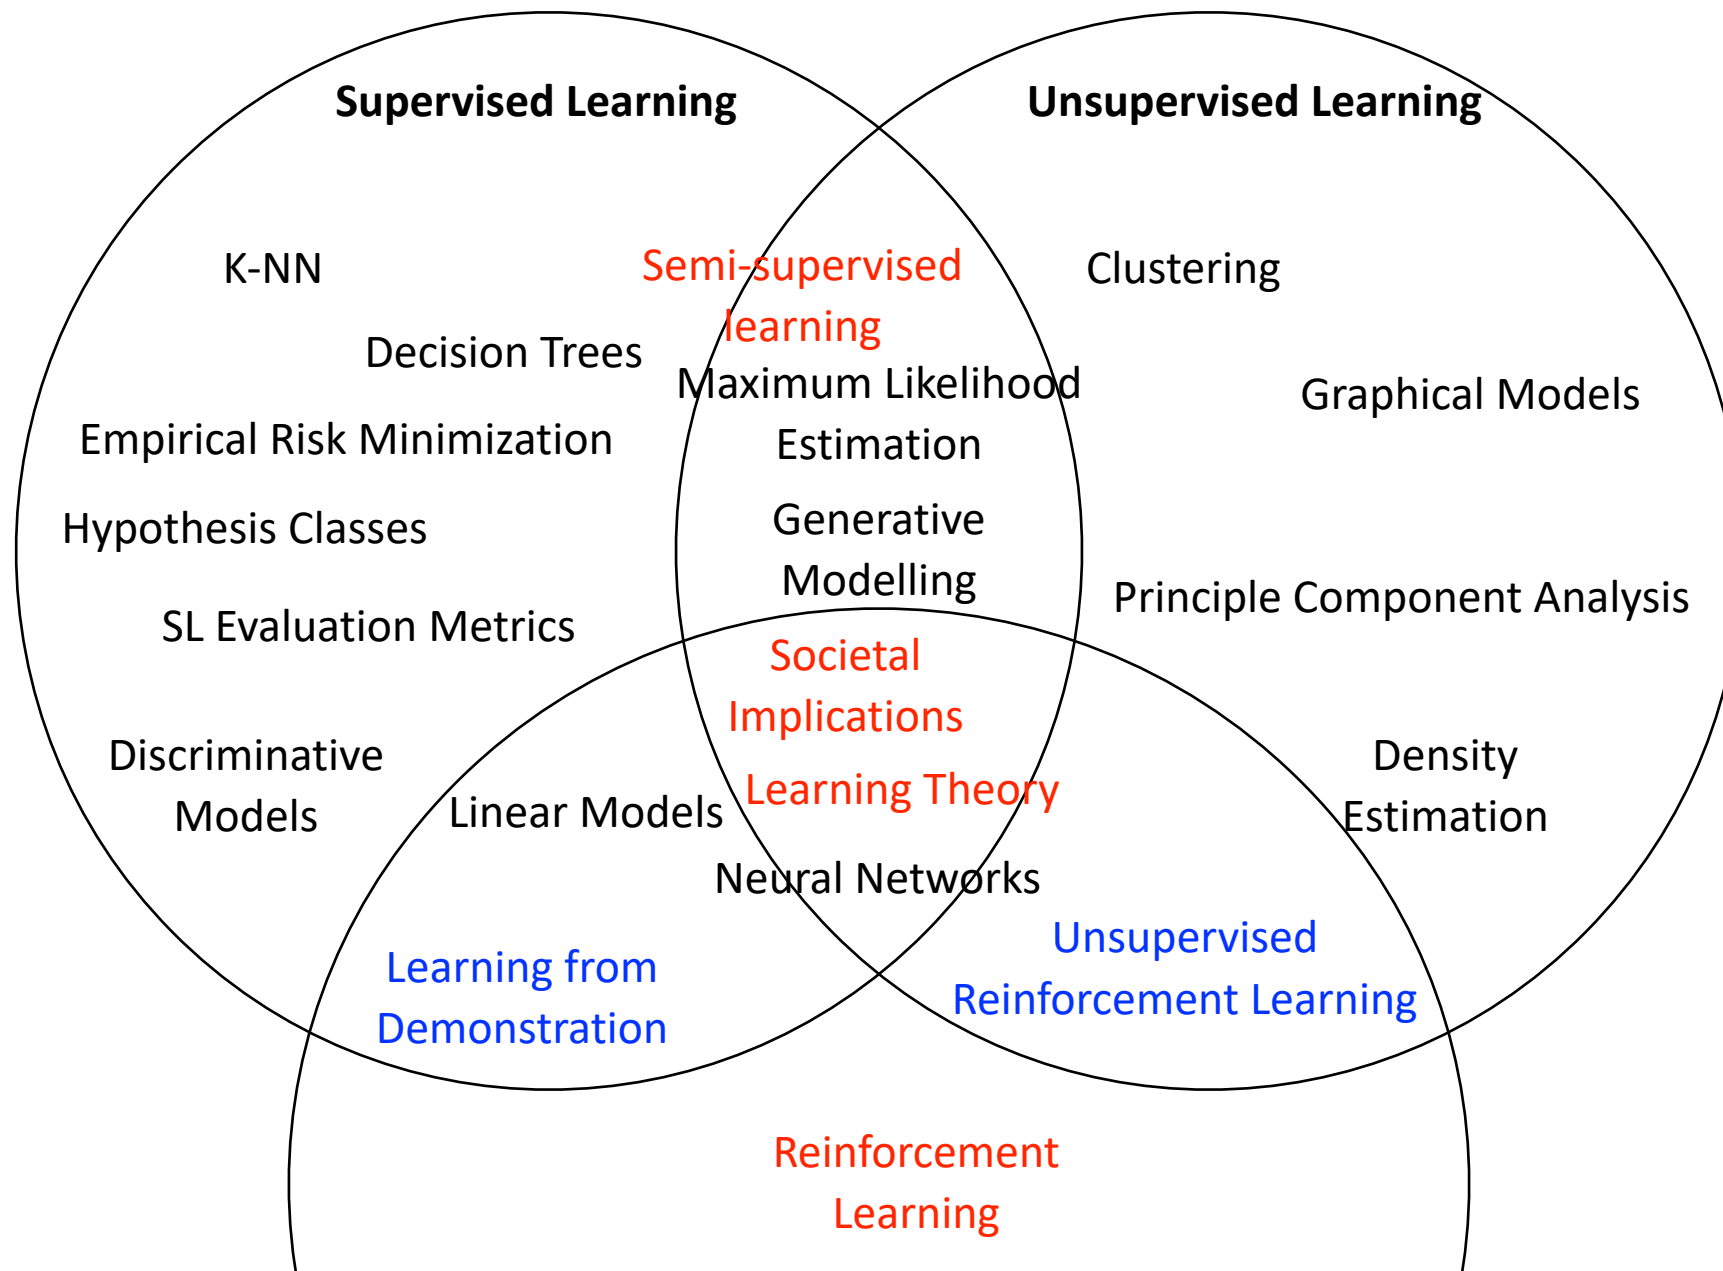 Supervised Learning
Unsupervised Learning
K-NN
Semi-supervised
learning
Clustering
Decision Trees
Maximum Likelihood
Estimation
Graphical Models
Empirical Risk Minimization
Hypothesis Classes
Generative
Modelling
Principle Component Analysis
SL Evaluation Metrics
Societal
Implications
Discriminative
Models
Linear Models
Learning Theory
Density
Estimation
Neural Networks
Learning from
Demonstration
Unsupervised
Reinforcement Learning
Reinforcement
Learning